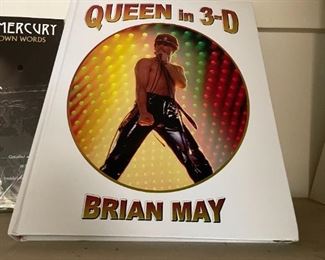 MERCURY
OWN WORDS
QUEEN in 3-D
BRIAN MAY